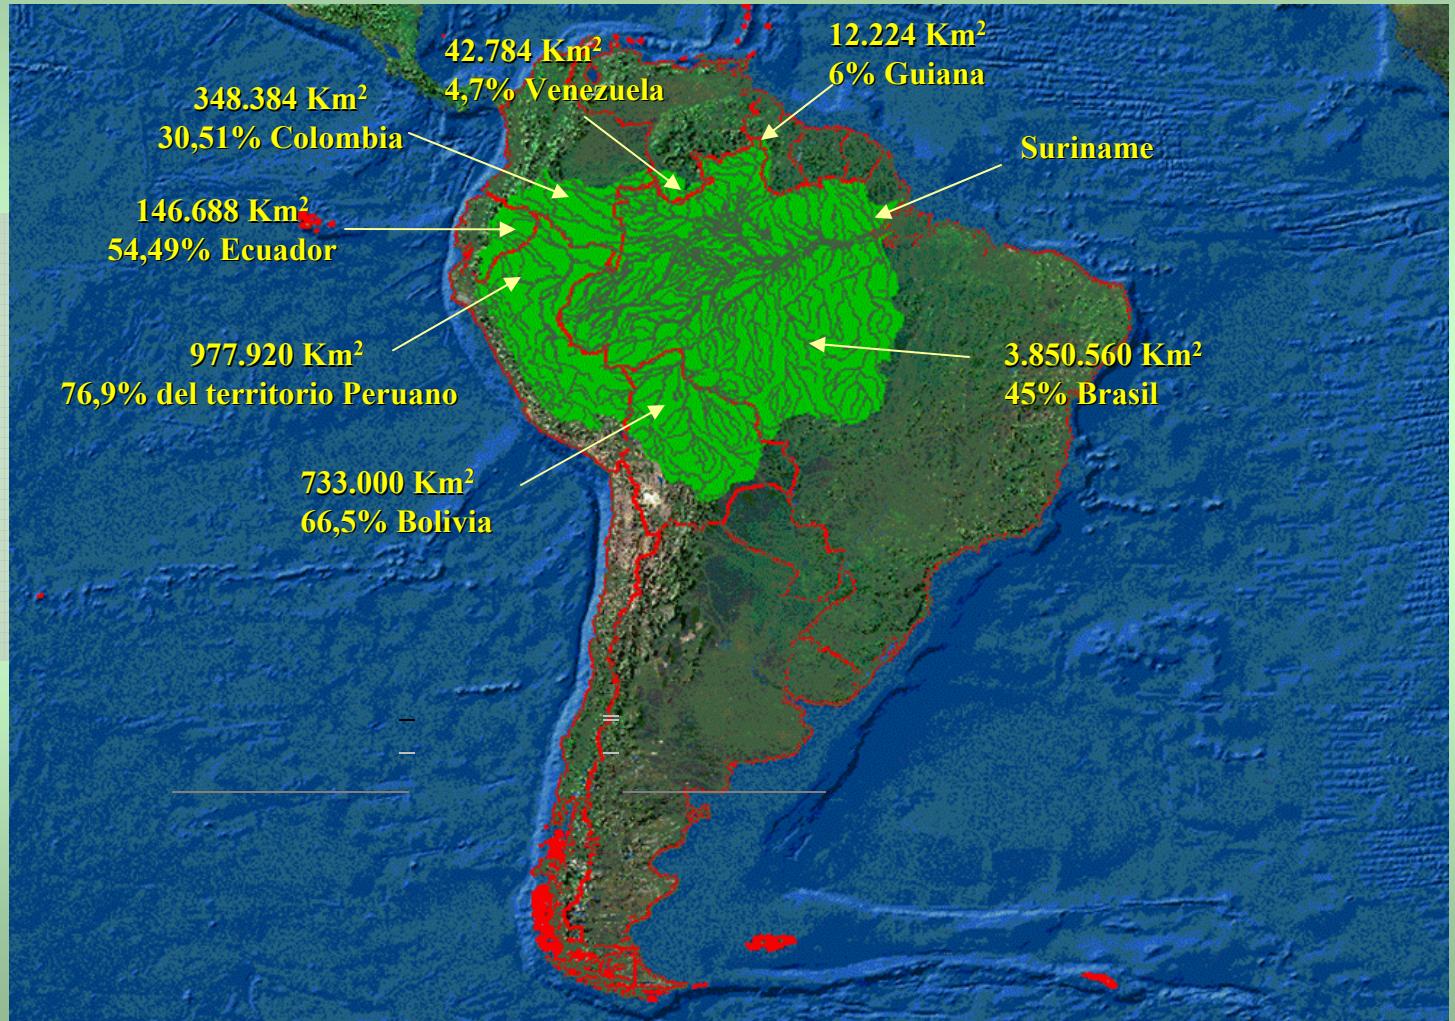 42.784 Km²
4,7% Venezuela
12.224 Km²
6% Guiana
348.384 Km²
30,51% Colombia
Suriname
146.688 Km²
54,49% Ecuador
977.920 Km²
76,9% del territorio Peruano
3.850.560 Km²
45% Brasil
733.000 Km²
66,5% Bolivia